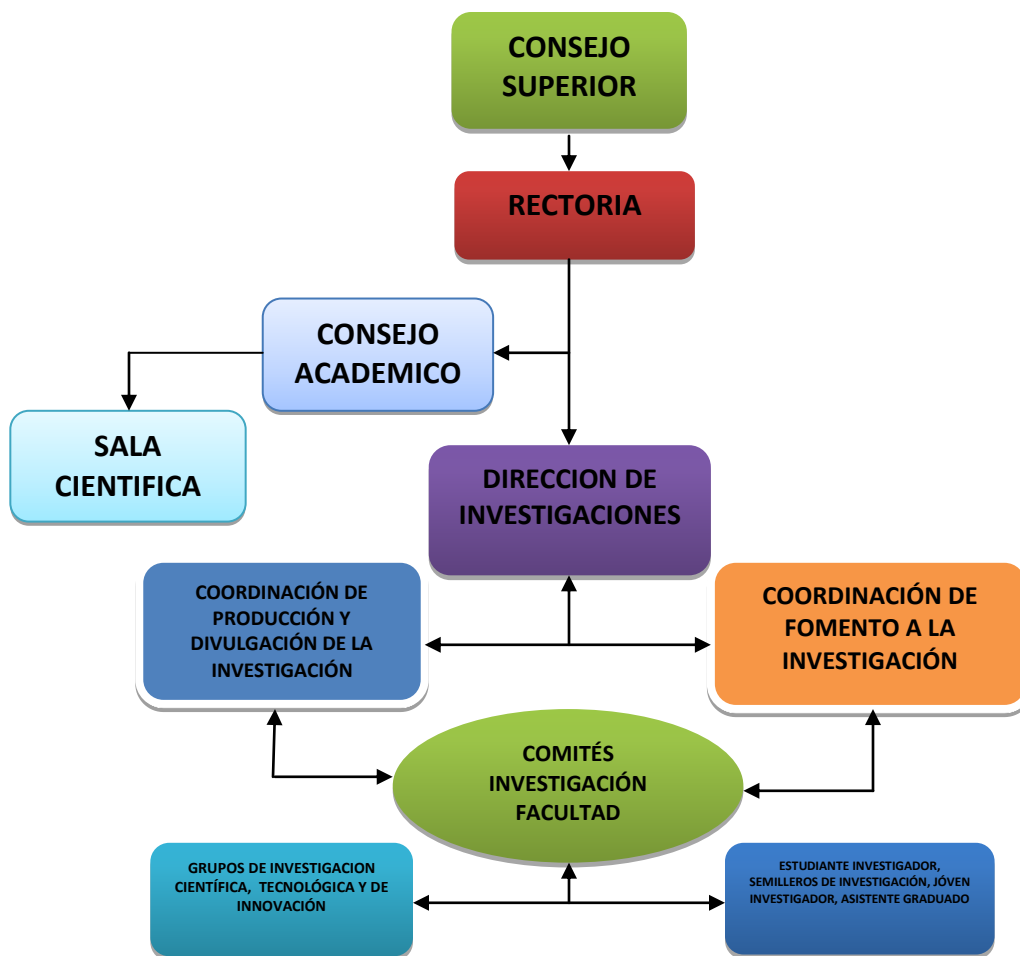 CONSEJO
SUPERIOR
RECTORIA
CONSEJO
ACADEMICO
SALA
CIENTIFICA
DIRECCION DE
INVESTIGACIONES
COORDINACIÓN DE
PRODUCCIÓN Y
DIVULGACIÓN DE LA
INVESTIGACIÓN
COORDINACIÓN DE
FOMENTO A LA
INVESTIGACIÓN
COMITÉS
INVESTIGACIÓN
FACULTAD
GRUPOS DE INVESTIGACION
CIENTÍFICA, TECNOLÓGICA Y DE
INNOVACIÓN
ESTUDIANTE INVESTIGADOR,
SEMILLEROS DE INVESTIGACIÓN, JÓVEN
INVESTIGADOR, ASISTENTE GRADUADO